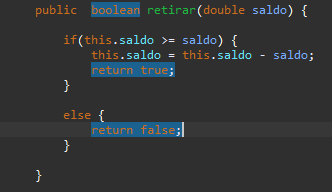 public boolean retirar(double saldo) {
if(this.saldo >= saldo) {
this.saldo = this.saldo - saldo;
return true;
}
else {
return false;
}
}